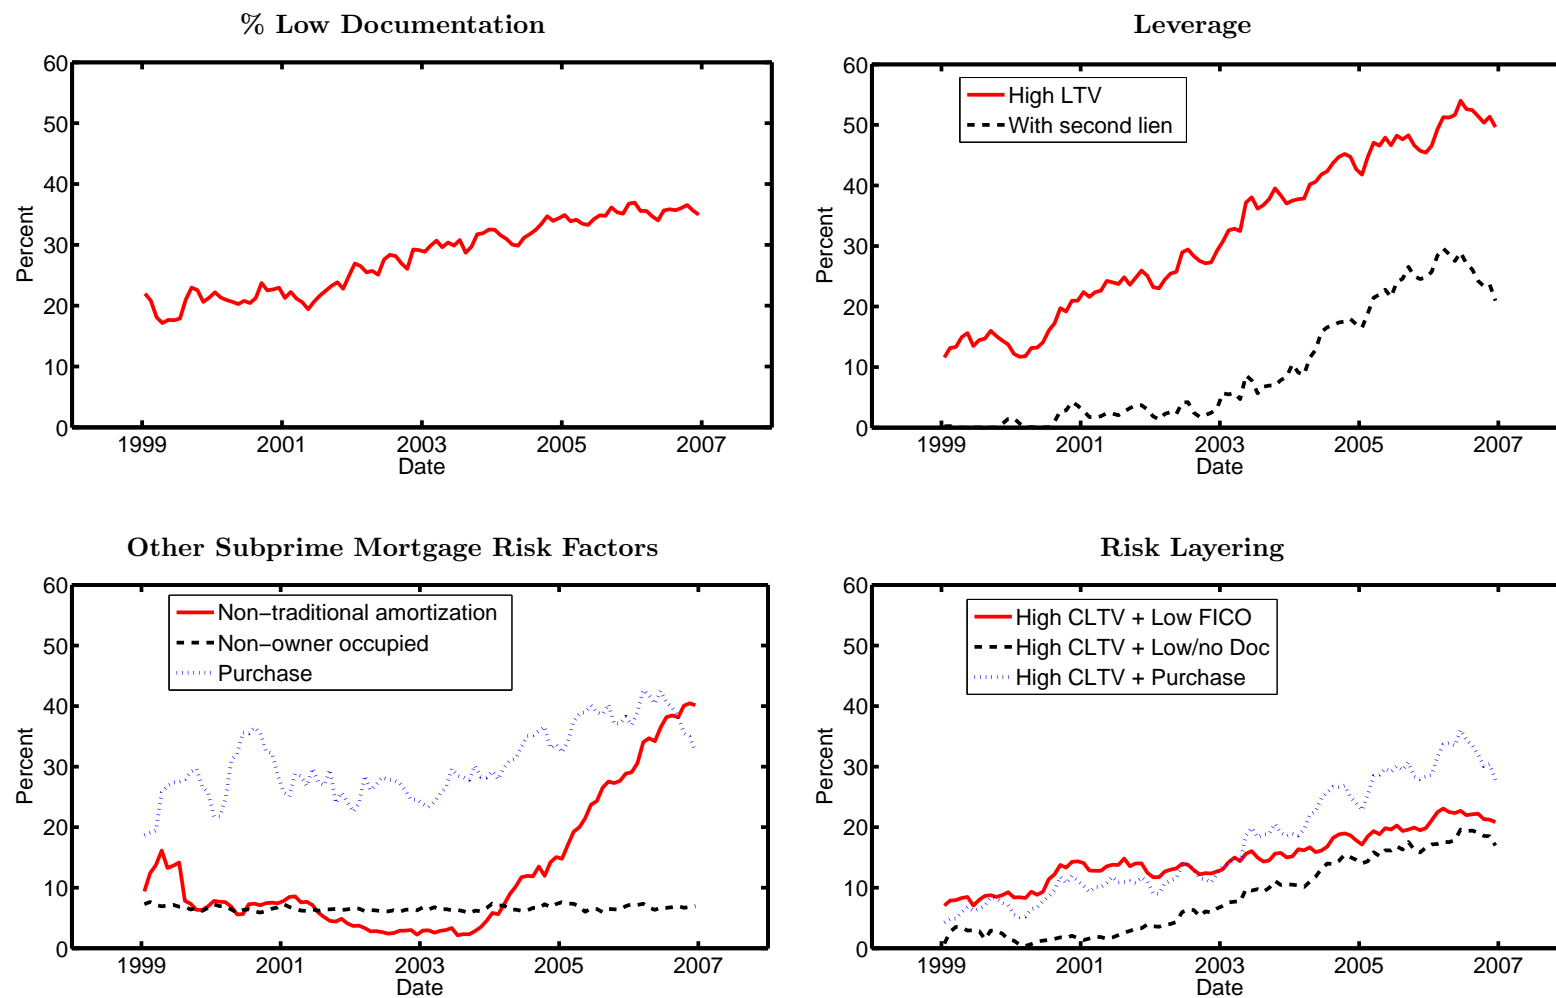 % Low Documentation
60
50
40
30
20
10
0
Percent
1999 2001 2003 2005 2007
Date
Leverage
High LTV
With second lien
60
50
40
30
20
10
0
Percent
1999 2001 2003 2005 2007
Date
Other Subprime Mortgage Risk Factors
Non-traditional amortization
Non-owner occupied
Purchase
60
50
40
30
20
10
0
Percent
1999 2001 2003 2005 2007
Date
Risk Layering
High CLTV + Low FICO
High CLTV + Low/no Doc
High CLTV + Purchase
60
50
40
30
20
10
0
Percent
1999 2001 2003 2005 2007
Date